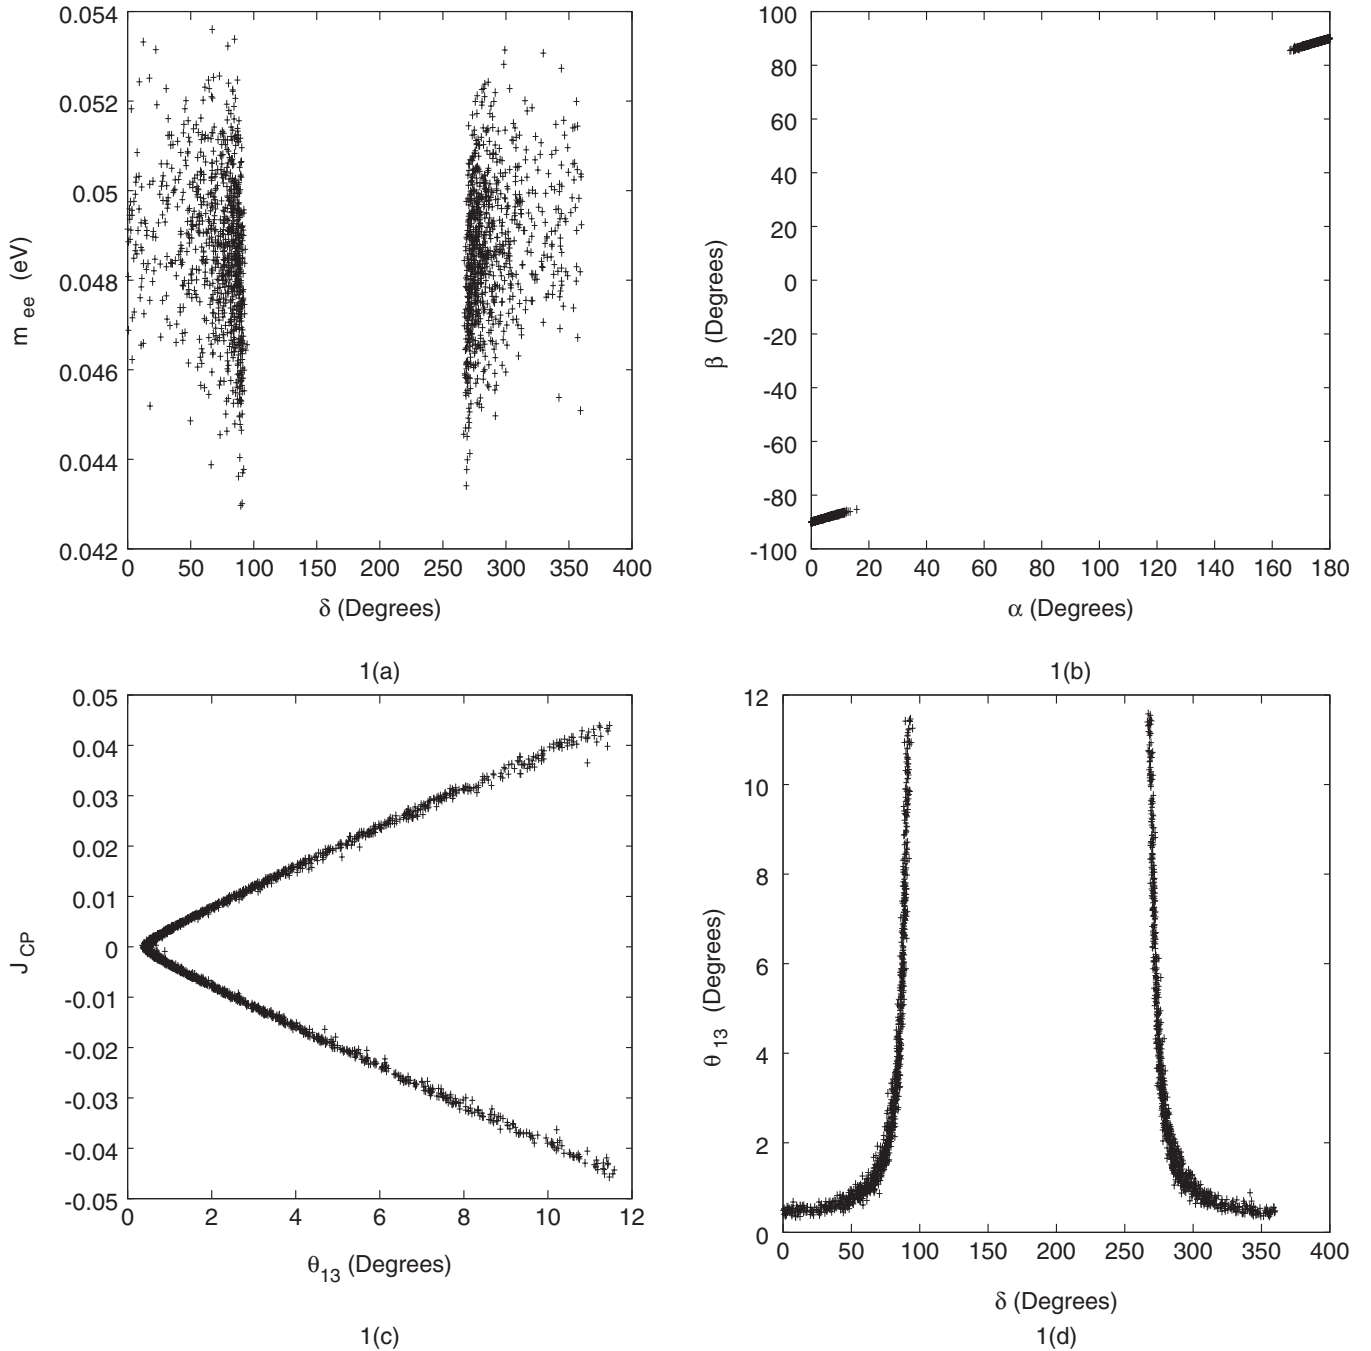 0.054
0.052
0.05
0.048
0.046
0.044
0.042
m ee (eV)
0 50 100 150 200 250 300 350 400
δ (Degrees)
1(a)
100
80
60
40
20
0
-20
-40
-60
-80
-100
β (Degrees)
0 20 40 60 80 100 120 140 160 180
α (Degrees)
1(b)
0.05
0.04
0.03
0.02
0.01
0
-0.01
-0.02
-0.03
-0.04
-0.05
J CP
0 2 4 6 8 10 12
θ13 (Degrees)
1(c)
12
10
8
6
4
2
0
θ 13 (Degrees)
0 50 100 150 200 250 300 350 400
δ (Degrees)
1(d)